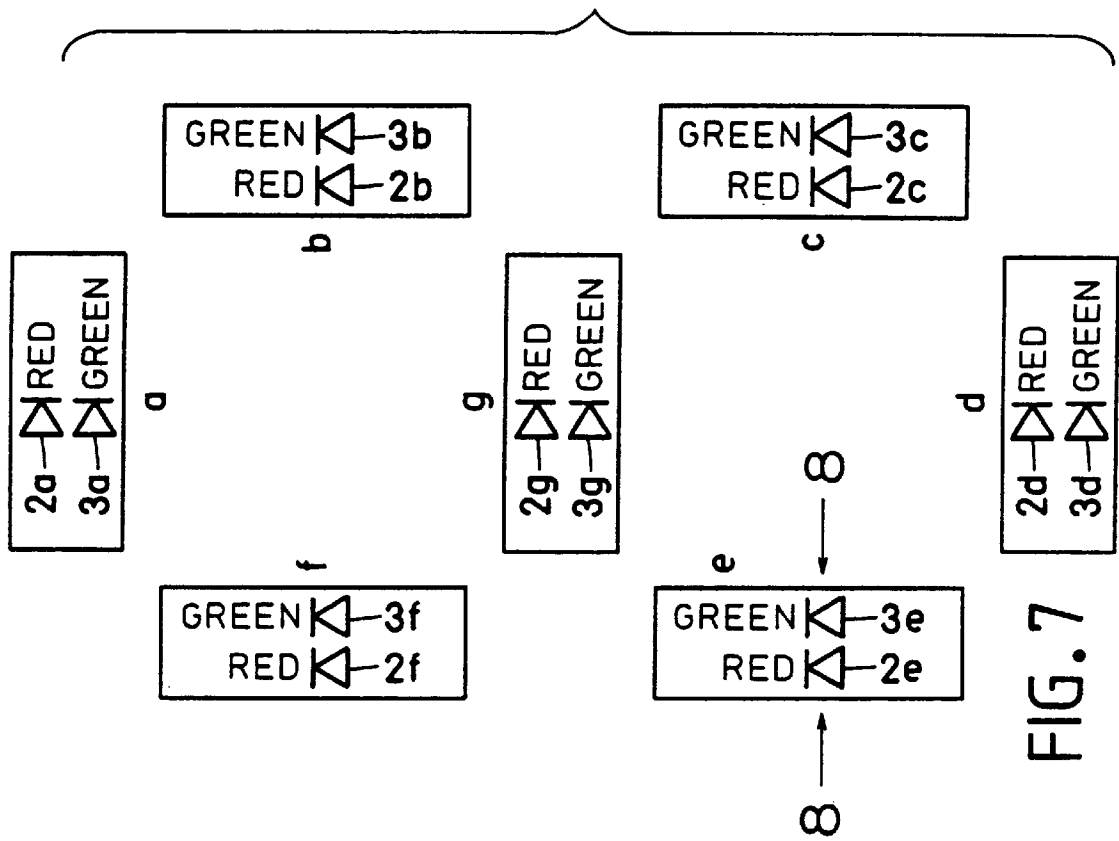 2a RED
3a GREEN
a
GREEN 3b
RED 2b
b
GREEN 3f
RED 2f
f
2g RED
3g GREEN
g
GREEN 3c
RED 2c
c
GREEN 3e
RED 2e
e
8
8
2d RED
3d GREEN
d
FIG. 7